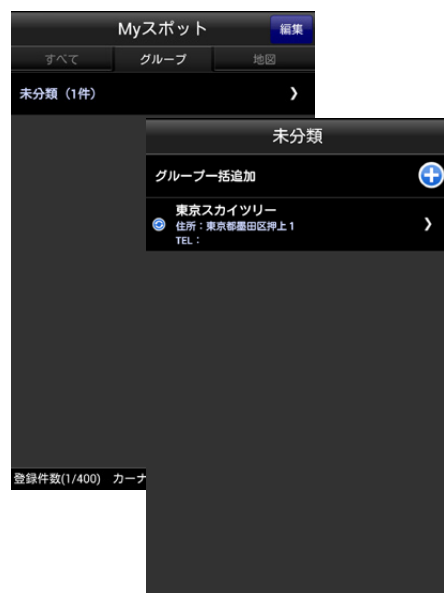 Myスポット
編集
すべて
グループ
地図
未分類（1件）
登録件数(1/400) カーナ
未分類
グループ一括追加
東京スカイツリー
住所：東京都墨田区押上1
TEL：